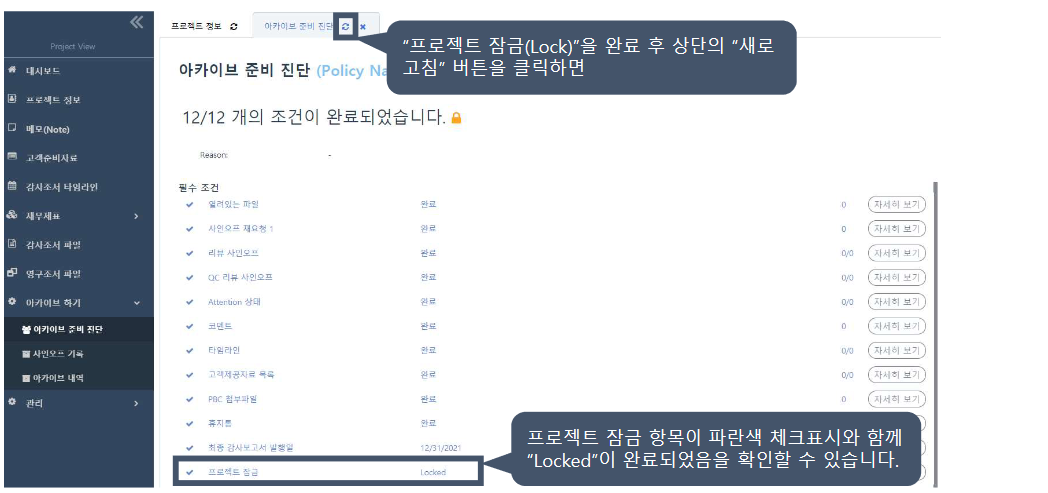 Project View
대시보드
프로젝트 정보
메모(Note)
고객준비자료
감사조서 타임라인
재무제표
감사조서 파일
영구조서 파일
아카이브 하기
아카이브 준비 진단
사인오프 기록
아카이브 내역
관리
프로젝트 정보
아카이브 준비 진단
"프로젝트 잠금(Lock)"을 완료 후 상단의 "새로
고침" 버튼을 클릭하면
아카이브 준비 진단 (Policy Na
12/12 개의 조건이 완료되었습니다.
Reason: -
필수 조건
열려있는 파일 완료 0 자세히 보기
사인오프 재요청 1 완료 0 자세히 보기
리뷰 사인오프 완료 0/0 자세히 보기
QC 리뷰 사인오프 완료 0/0 자세히 보기
Attention 상태 완료 0/0 자세히 보기
코멘트 완료 0 자세히 보기
타임라인 완료 0/0 자세히 보기
고객제공자료 목록 완료 0/0 자세히 보기
PBC 첨부파일 완료 0 자세히 보기
휴지통 완료
최종 감사보고서 발행일 12/31/2021
프로젝트 잠금 Locked
프로젝트 잠금 항목이 파란색 체크표시와 함께
"Locked"이 완료되었음을 확인할 수 있습니다.